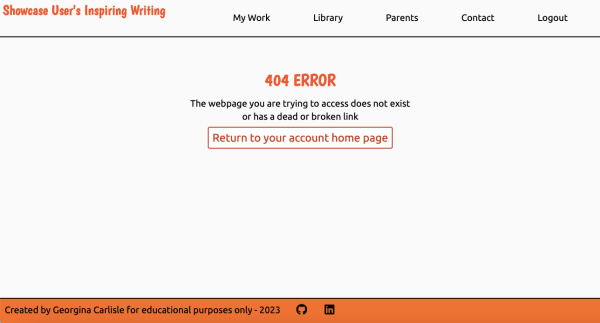 Showcase User's Inspiring Writing
My Work Library Parents Contact Logout
404 ERROR
The webpage you are trying to access does not exist
or has a dead or broken link
Return to your account home page
Created by Georgina Carlisle for educational purposes only - 2023